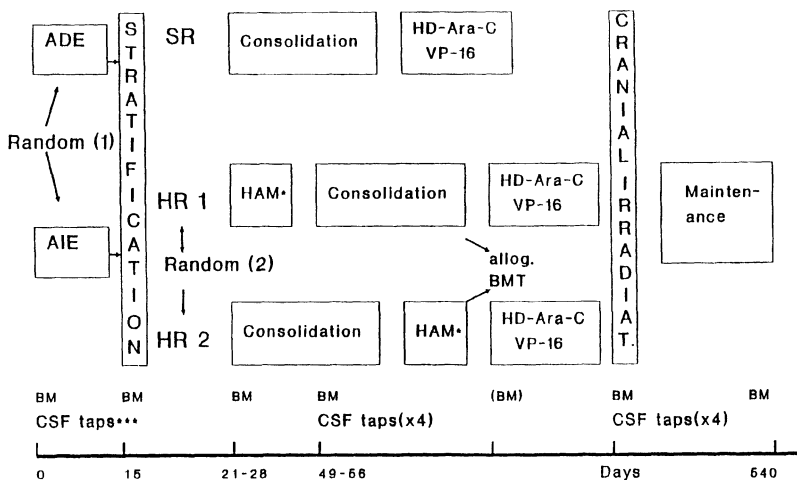 ADE
AIE
Random (1)
STRATIFICATION
SR
Consolidation
HD-Ara-C
VP-16
HR 1
HAM*
Consolidation
HD-Ara-C
VP-16
Random (2)
allog.
BMT
HR 2
Consolidation
HAM*
HD-Ara-C
VP-16
CRANIAL IRRADIAT.
Mainten-
ance
BM BM BM BM (BM) BM BM
CSF taps*** CSF taps(x4) CSF taps(x4)
0 15 21-28 49-56 Days 540